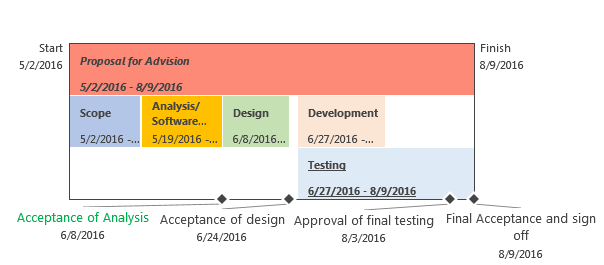 Start
5/2/2016
Finish
8/9/2016
Proposal for Advision
5/2/2016 - 8/9/2016
Scope
5/2/2016 -...
Analysis/
Software...
5/19/2016 -...
Design
6/8/2016...
Development
6/27/2016 -...
Testing
6/27/2016 - 8/9/2016
Acceptance of Analysis
6/8/2016
Acceptance of design
6/24/2016
Approval of final testing
8/3/2016
Final Acceptance and sign
off
8/9/2016